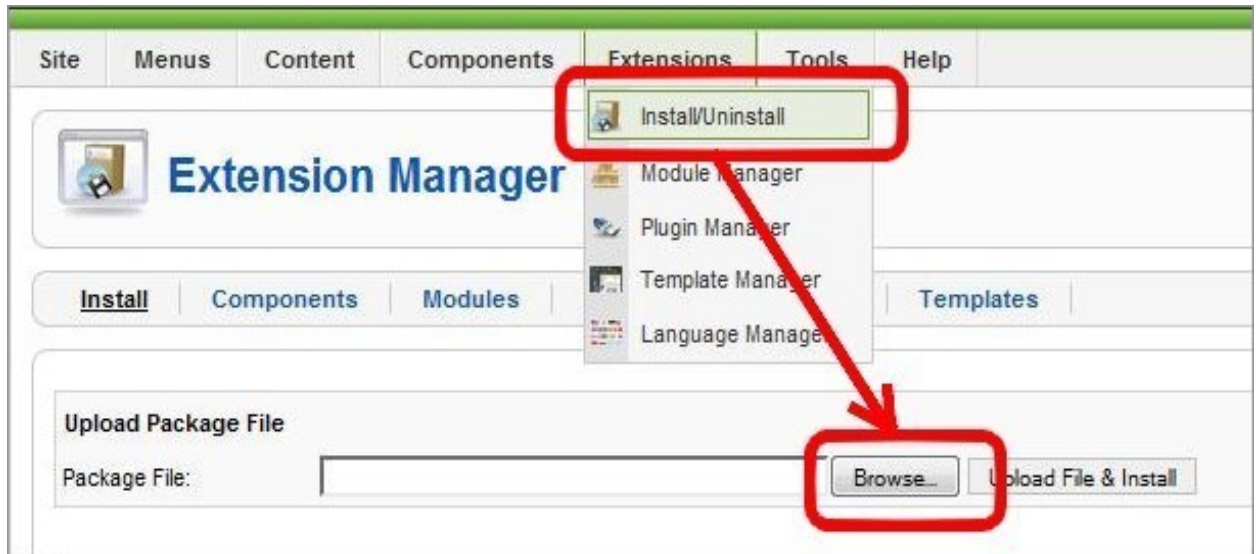 Site Menus Content Components Extensions Tools Help
Install/Uninstall
Extension Manager
Module Manager
Plugin Manager
Template Manager
Language Manager
Install Components Modules Templates
Upload Package File
Package File: Browse... Upload File & Install